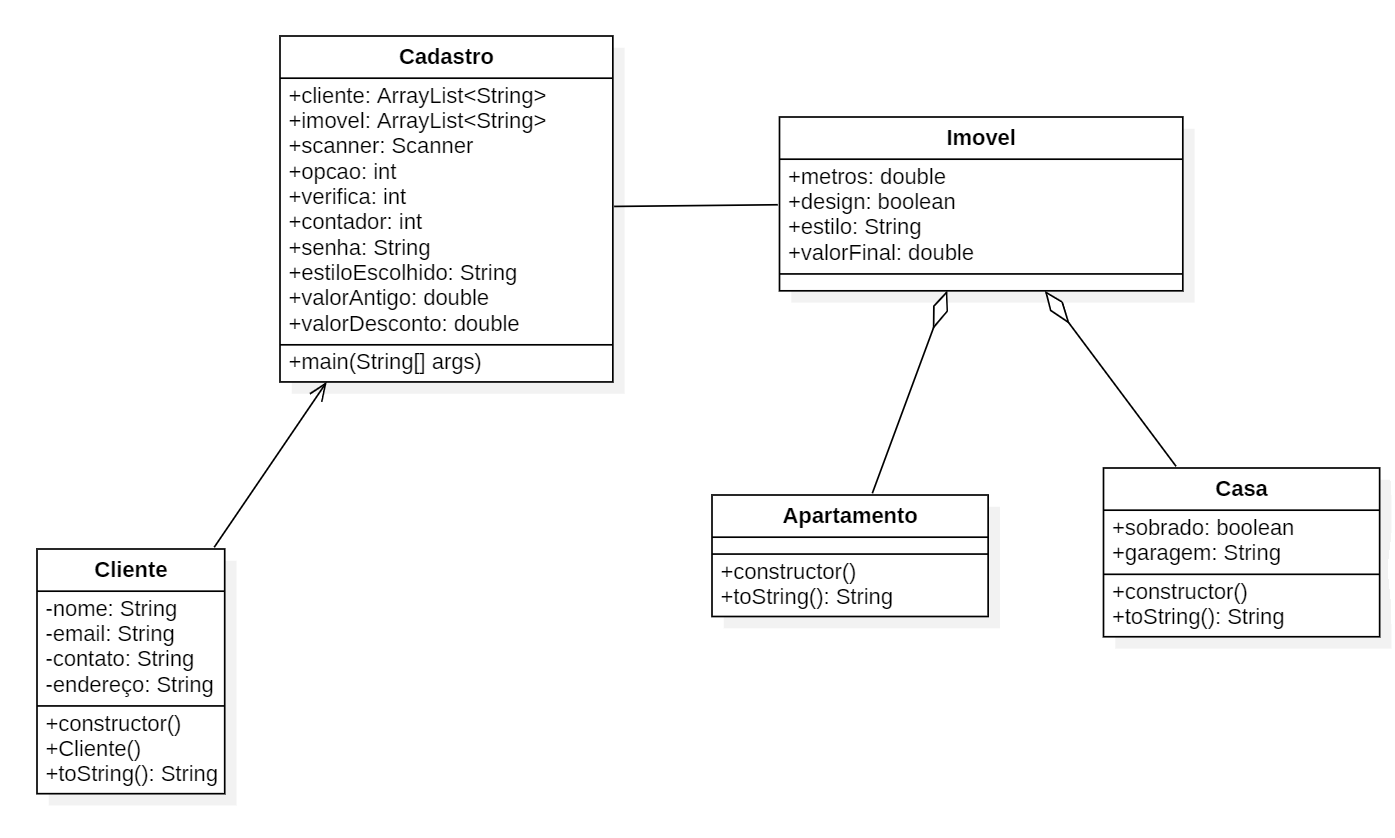 Cadastro
+cliente: ArrayList<String>
+imovel: ArrayList<String>
+scanner: Scanner
+opcao: int
+verifica: int
+contador: int
+senha: String
+estiloEscolhido: String
+valorAntigo: double
+valorDesconto: double
+main(String[] args)
Imovel
+metros: double
+design: boolean
+estilo: String
+valorFinal: double
Cliente
-nome: String
-email: String
-contato: String
-endereço: String
+constructor()
+Cliente()
+toString(): String
Apartamento
+constructor()
+toString(): String
Casa
+sobrado: boolean
+garagem: String
+constructor()
+toString(): String